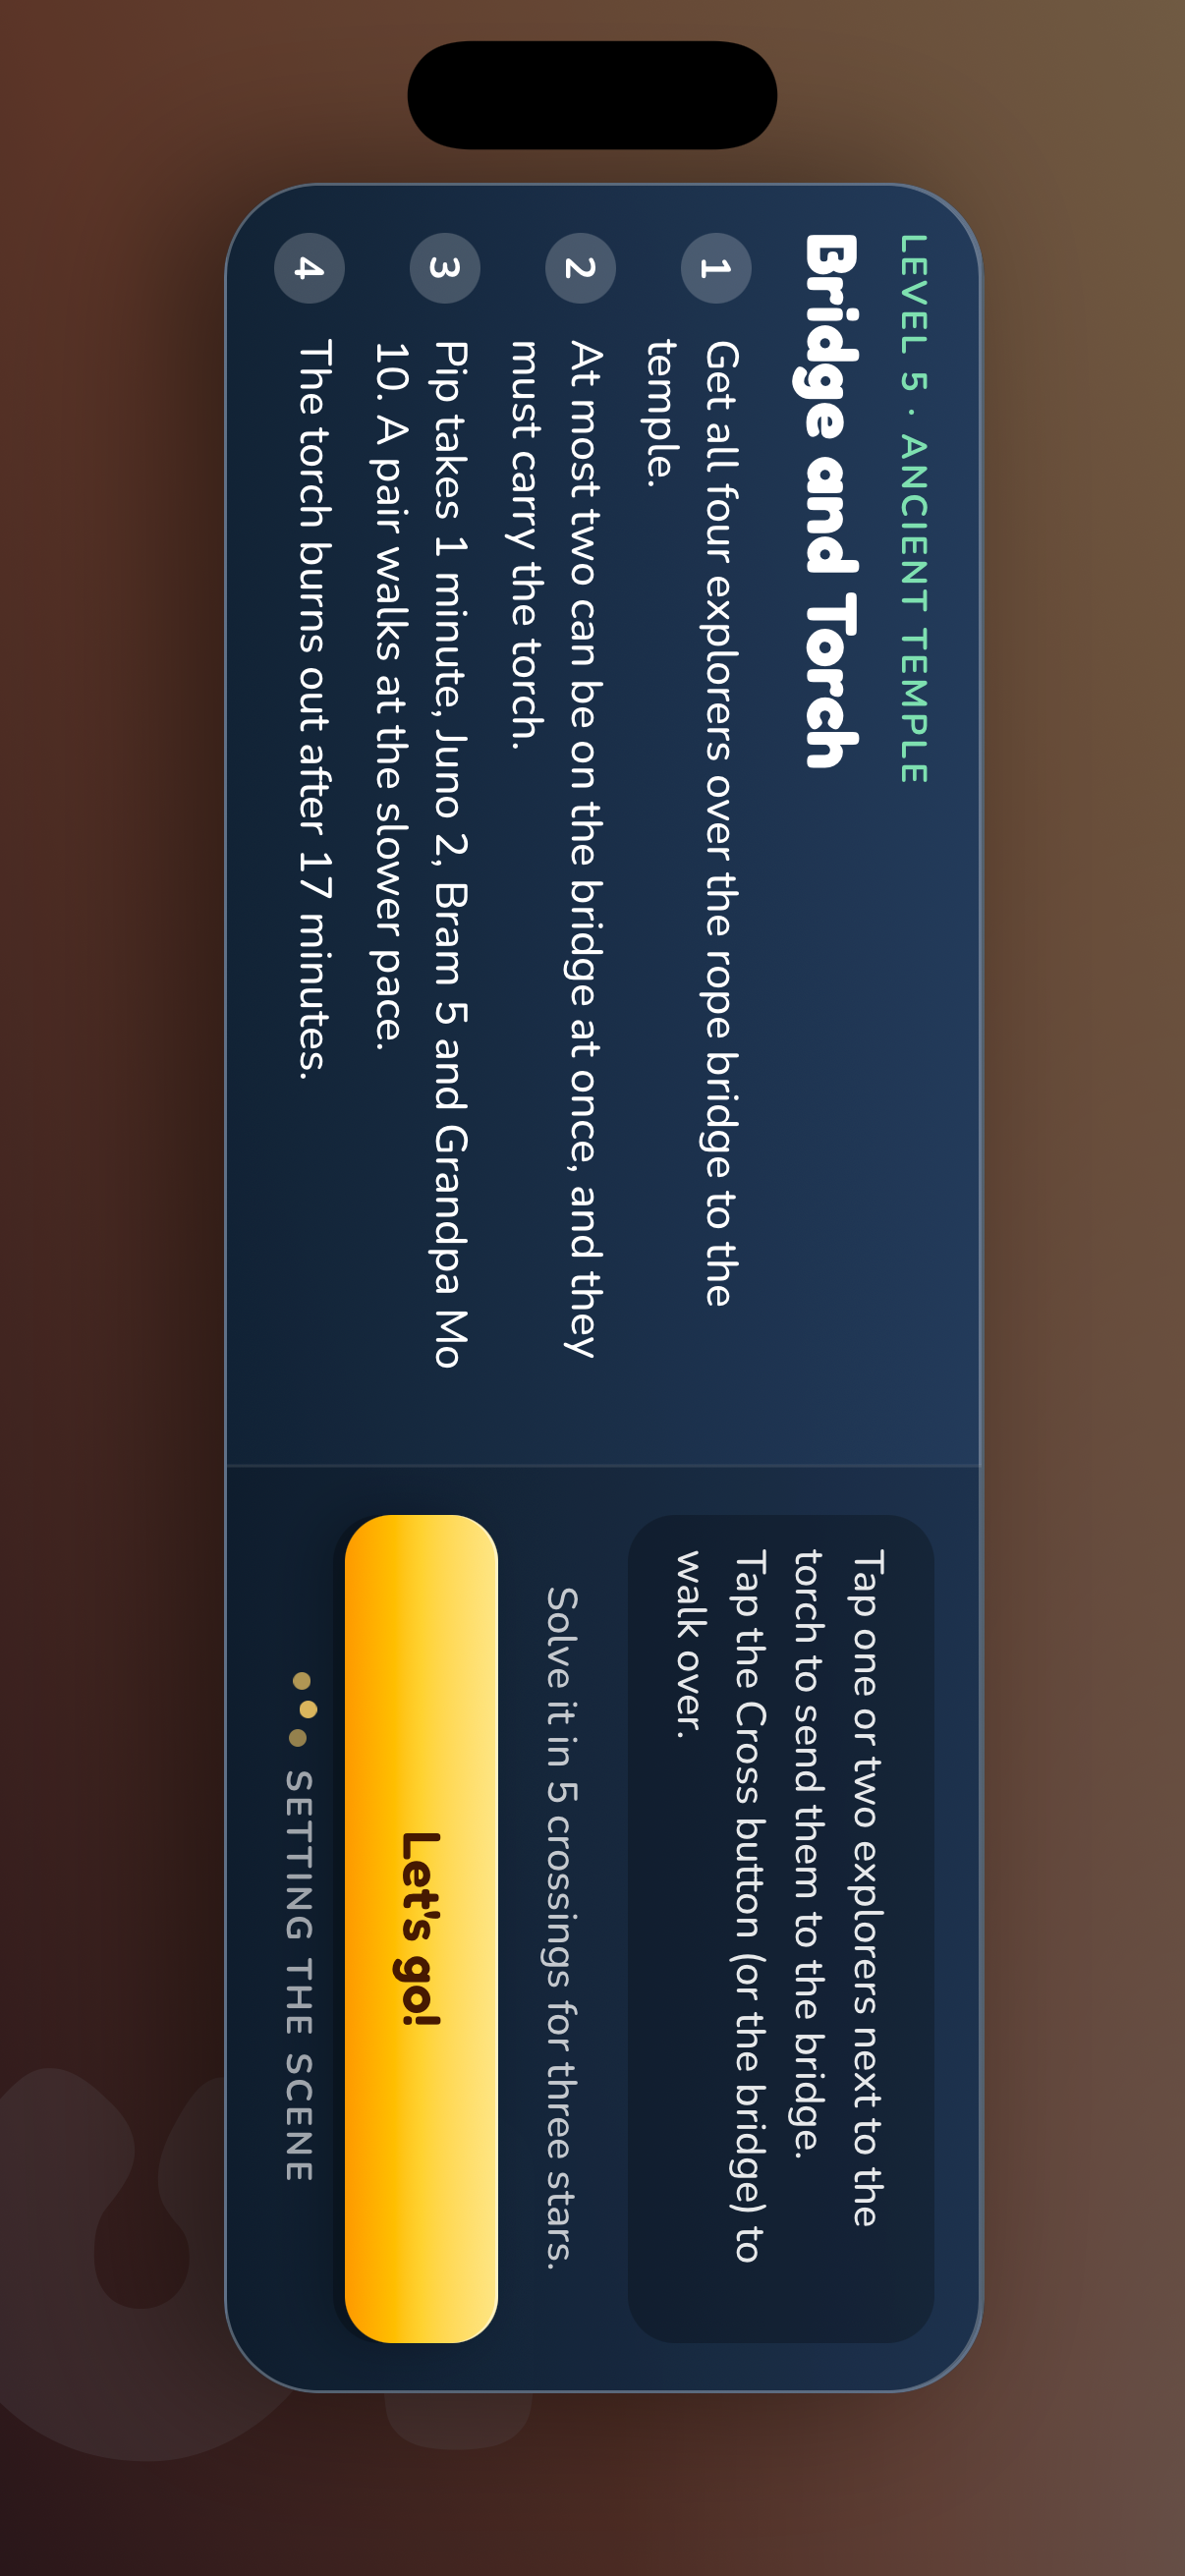 LEVEL 5 · ANCIENT TEMPLE
Bridge and Torch
1 Get all four explorers over the rope bridge to the
temple.
2 At most two can be on the bridge at once, and they
must carry the torch.
3 Pip takes 1 minute, Juno 2, Bram 5 and Grandpa Mo
10. A pair walks at the slower pace.
4 The torch burns out after 17 minutes.
Tap one or two explorers next to the
torch to send them to the bridge.
Tap the Cross button (or the bridge) to
walk over.
Solve it in 5 crossings for three stars.
Let's go!
SETTING THE SCENE